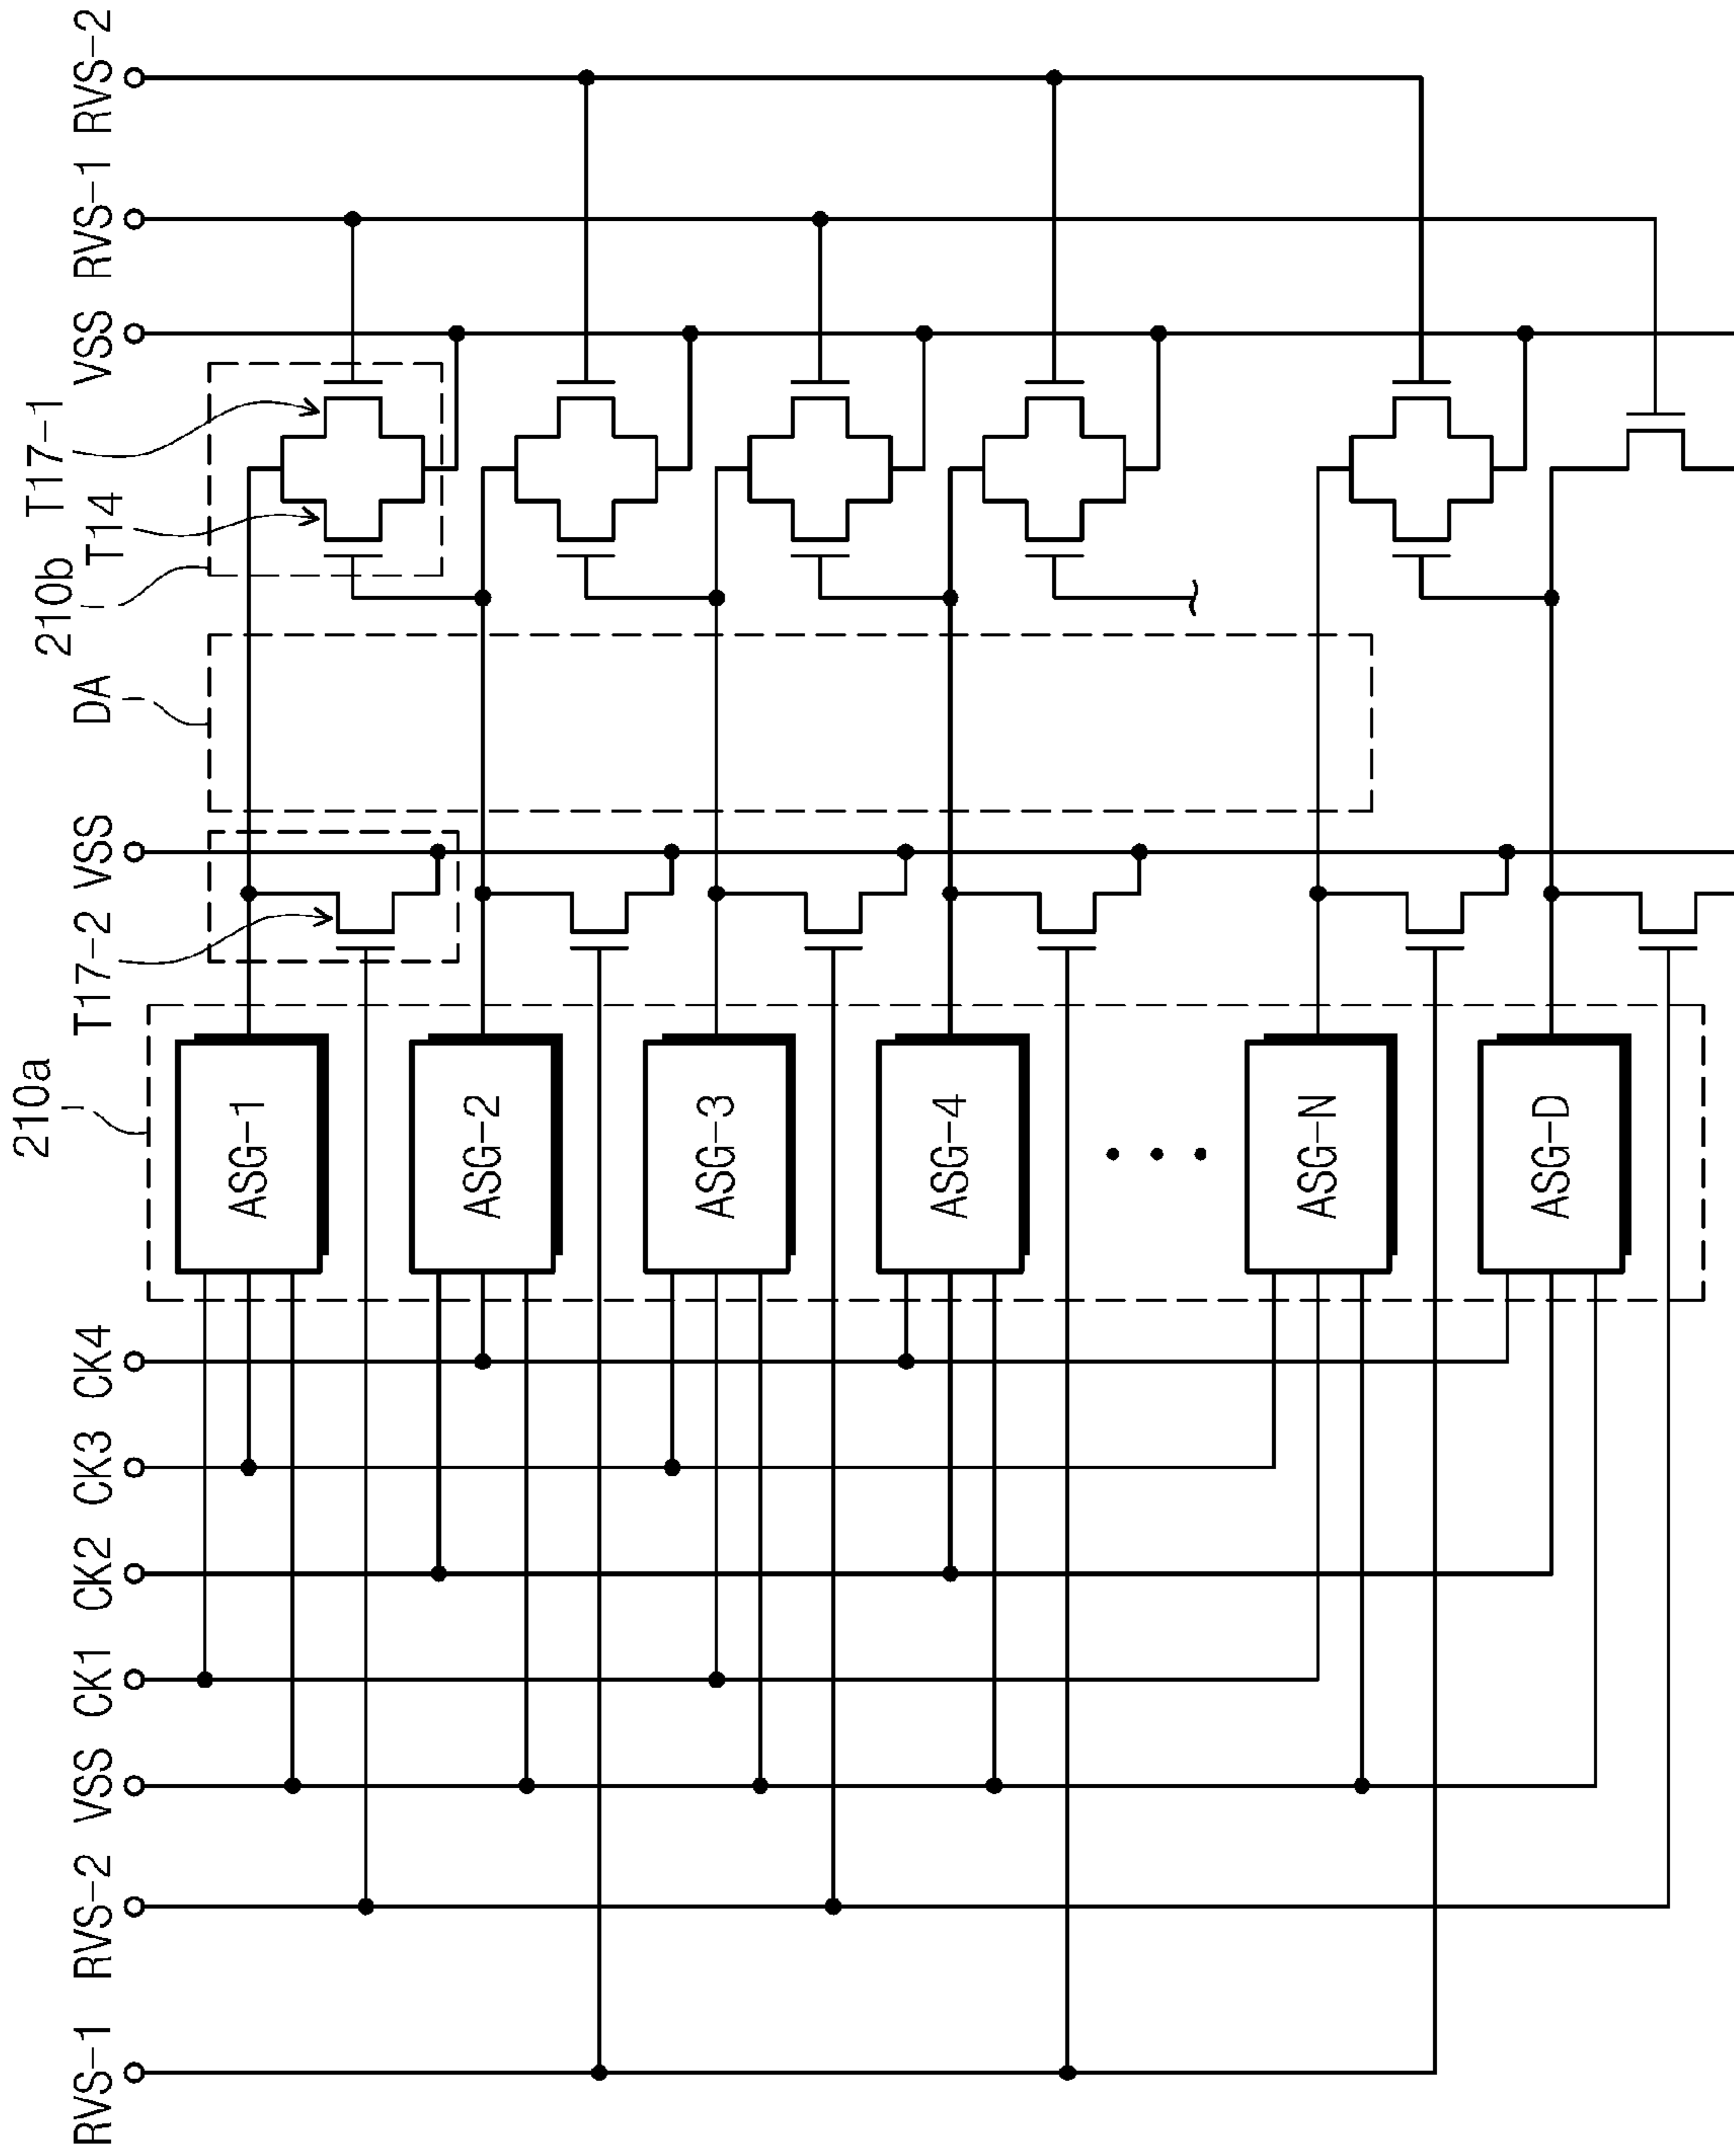 RVS-1
RVS-2
VSS
CK1
CK2
CK3
CK4
210a
T17-2
VSS
DA
210b
T14
T17-1
VSS
RVS-1
RVS-2
ASG-1
ASG-2
ASG-3
ASG-4
ASG-N
ASG-D